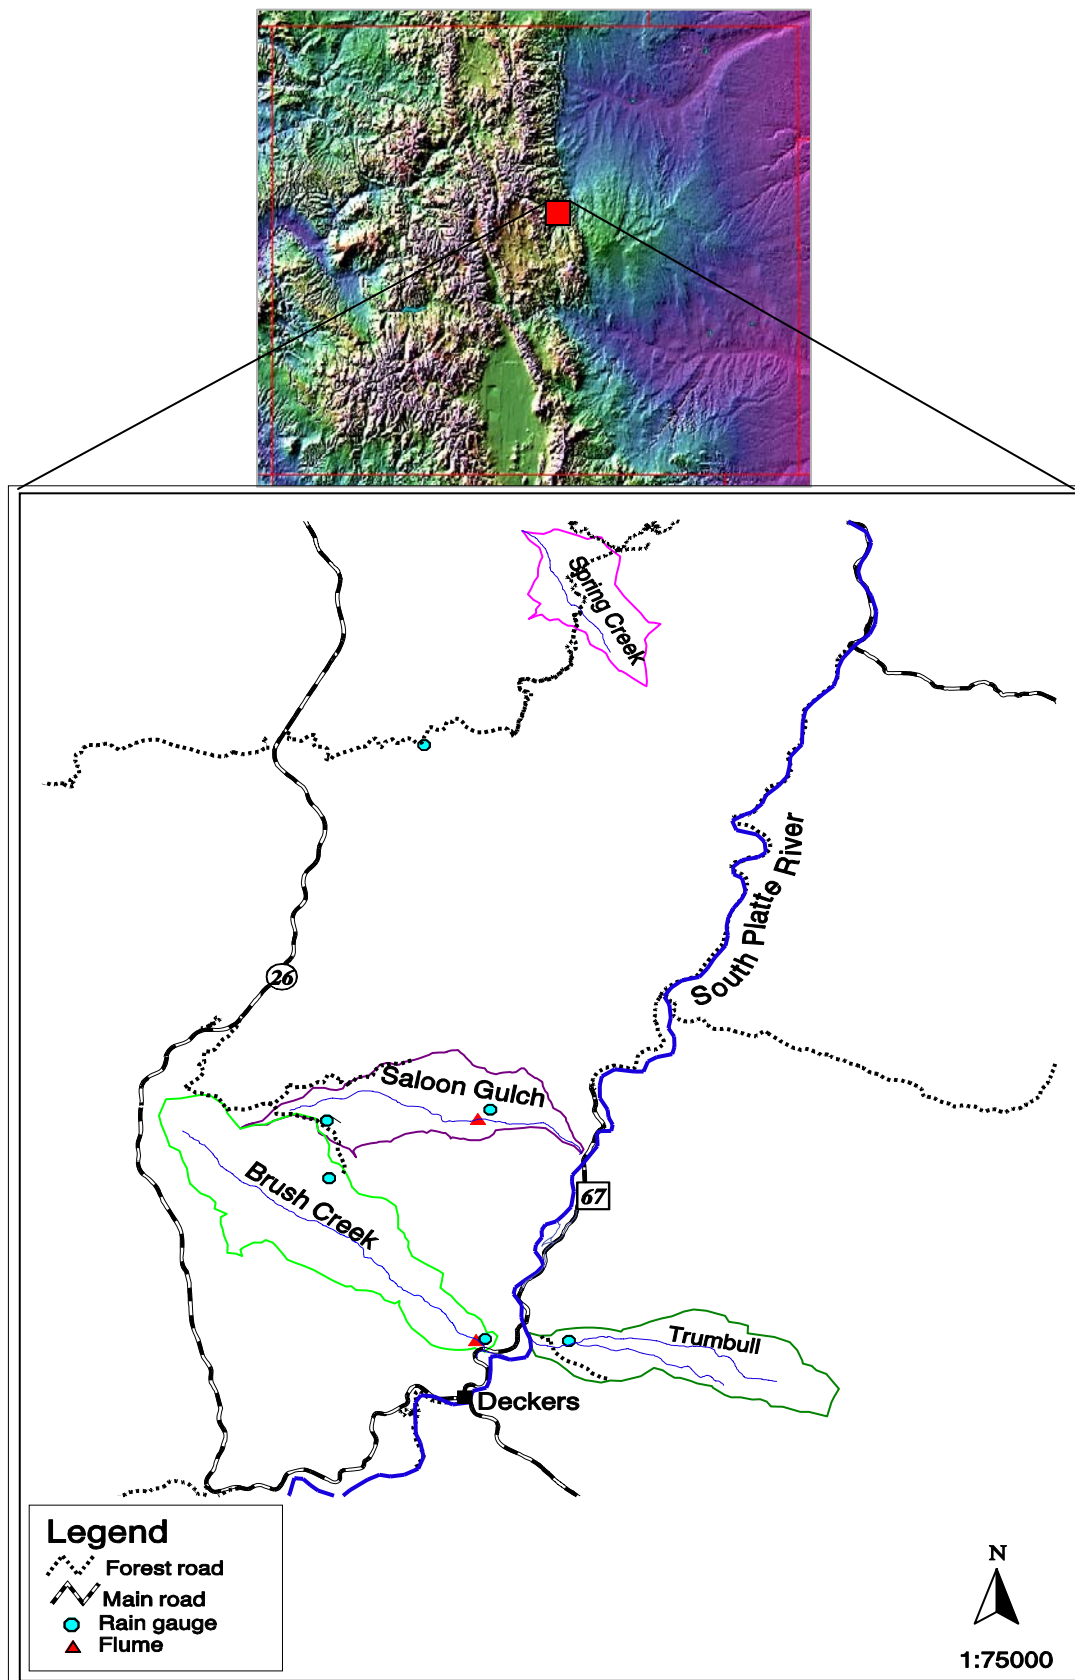 Spring Creek
South Platte River
26
Saloon Gulch
Brush Creek
67
Trumbull
Deckers
Legend
Forest road
Main road
Rain gauge
Flume
N
1:75000